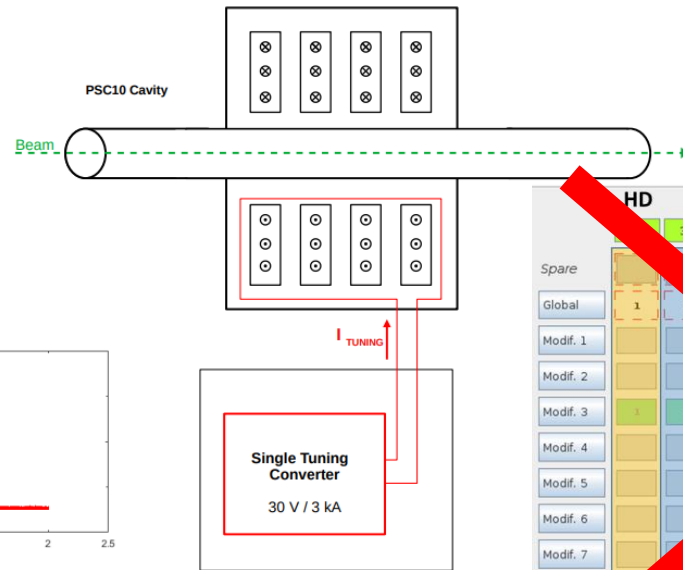 PSC10 Cavity
Beam
I TUNING
Single Tuning
Converter
30 V / 3 kA
2
2.5
HD
Spare
Global
1
Modif. 1
Modif. 2
Modif. 3
1
Modif. 4
Modif. 5
Modif. 6
Modif. 7